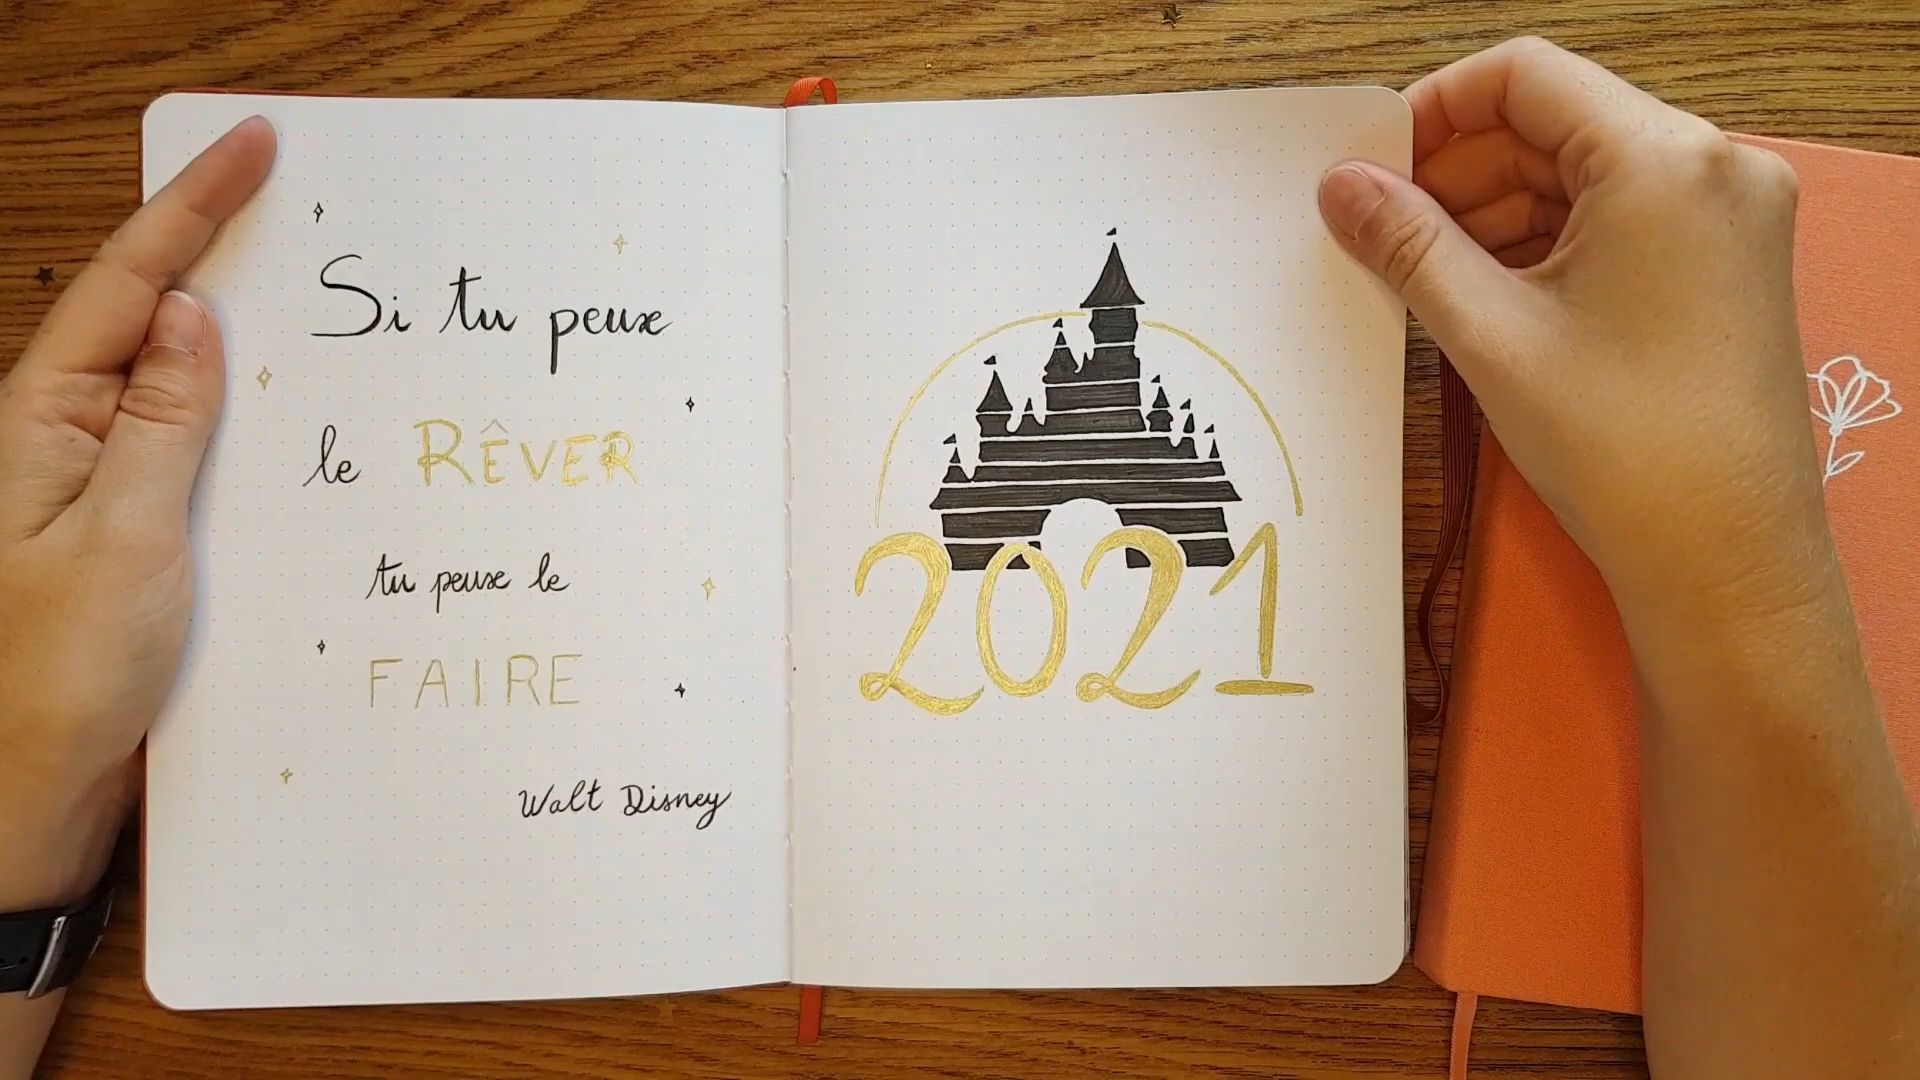 Si tu peux
le RÊVER
tu peux le
FAIRE
Walt Disney
2021